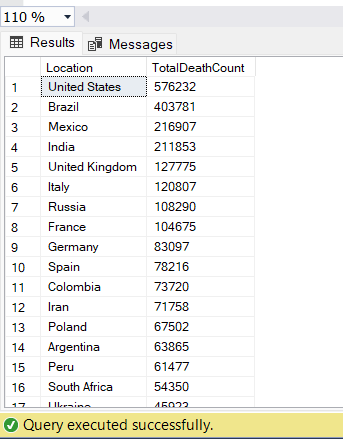 110 %
Results Messages
Location TotalDeathCount
1 United States 576232
2 Brazil 403781
3 Mexico 216907
4 India 211853
5 United Kingdom 127775
6 Italy 120807
7 Russia 108290
8 France 104675
9 Germany 83097
10 Spain 78216
11 Colombia 73720
12 Iran 71758
13 Poland 67502
14 Argentina 63865
15 Peru 61477
16 South Africa 54350
17 Ukraine 45923
Query executed successfully.